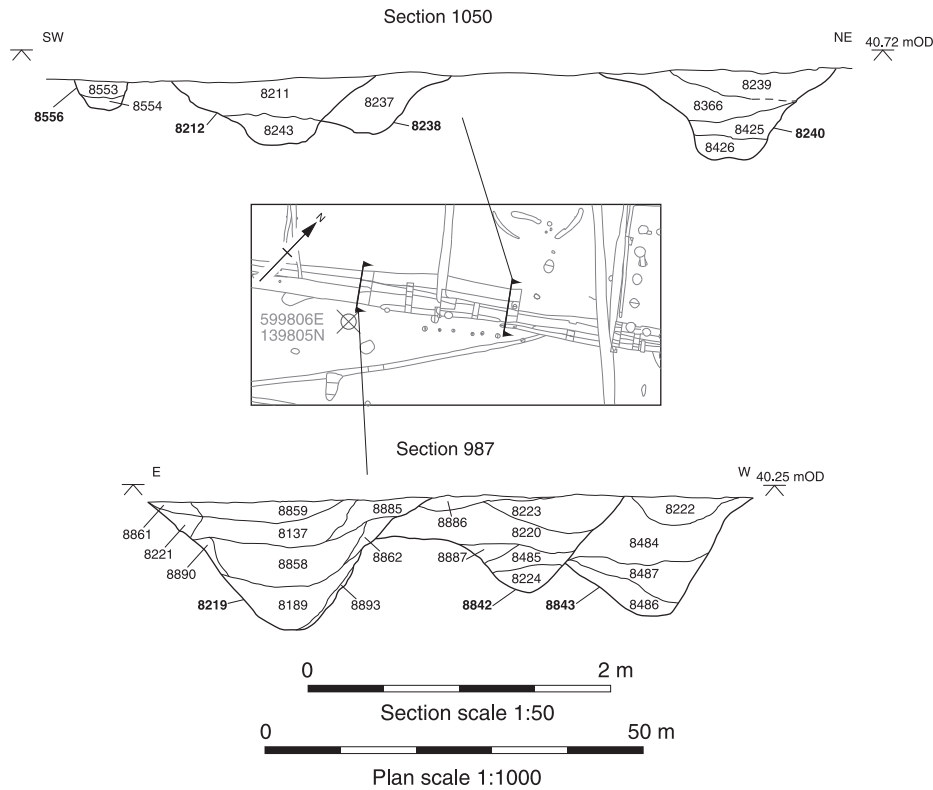 Section 1050
SW
NE
40.72 mOD
8553
8554
8556
8211
8212
8243
8237
8238
8239
8366
8425
8426
8240
N
599806E
139805N
Section 987
E
W
40.25 mOD
8861
8221
8890
8219
8859
8137
8858
8189
8885
8862
8893
8886
8887
8223
8220
8485
8224
8842
8843
8222
8484
8487
8486
0
2 m
Section scale 1:50
0
50 m
Plan scale 1:1000